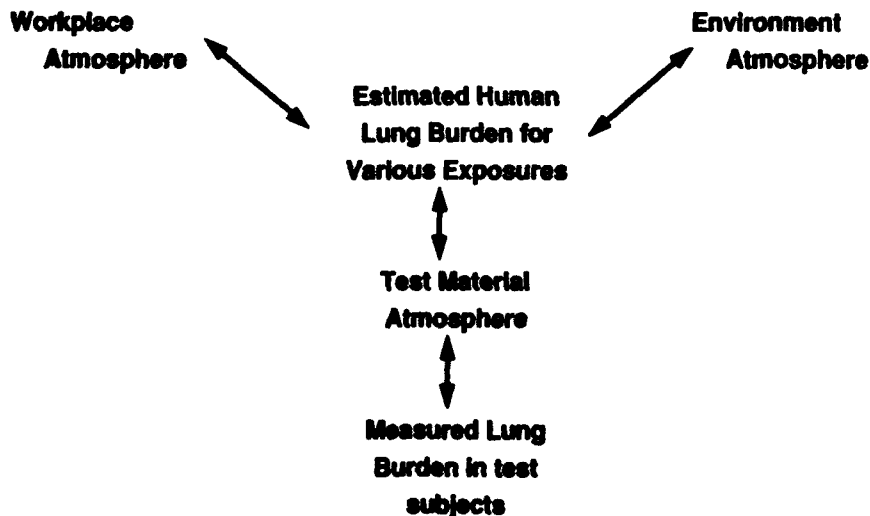 Workplace
Atmosphere
Environment
Atmosphere
Estimated Human
Lung Burden for
Various Exposures
Test Material
Atmosphere
Measured Lung
Burden in test
subjects